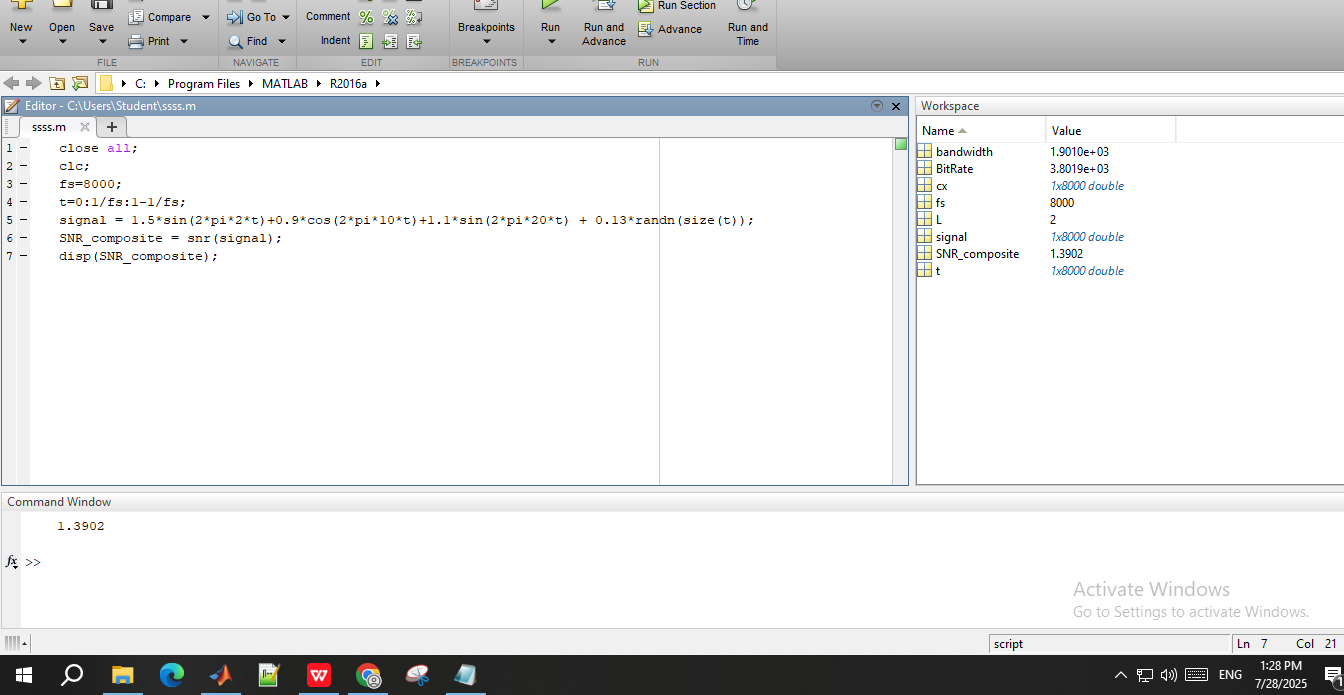 New
Open
Save
Compare
Print
Go To
Find
Comment
Indent
Breakpoints
Run
Run and Advance
Run Section
Advance
Run and Time
FILE
NAVIGATE
EDIT
BREAKPOINTS
RUN
C: Program Files MATLAB R2016a
Editor - C:\Users\Student\ssss.m
ssss.m
1 close all;
2 clc;
3 fs=8000;
4 t=0:1/fs:1-1/fs;
5 signal = 1.5*sin(2*pi*2*t)+0.9*cos(2*pi*10*t)+1.1*sin(2*pi*20*t) + 0.13*randn(size(t));
6 SNR_composite = snr(signal);
7 disp(SNR_composite);
Workspace
Name Value
bandwidth 1.9010e+03
BitRate 3.8019e+03
cx 1x8000 double
fs 8000
L 2
signal 1x8000 double
SNR_composite 1.3902
t 1x8000 double
Command Window
1.3902
fx >>
Activate Windows
Go to Settings to activate Windows.
script Ln 7 Col 21
W
ENG
1:28 PM
7/28/2025